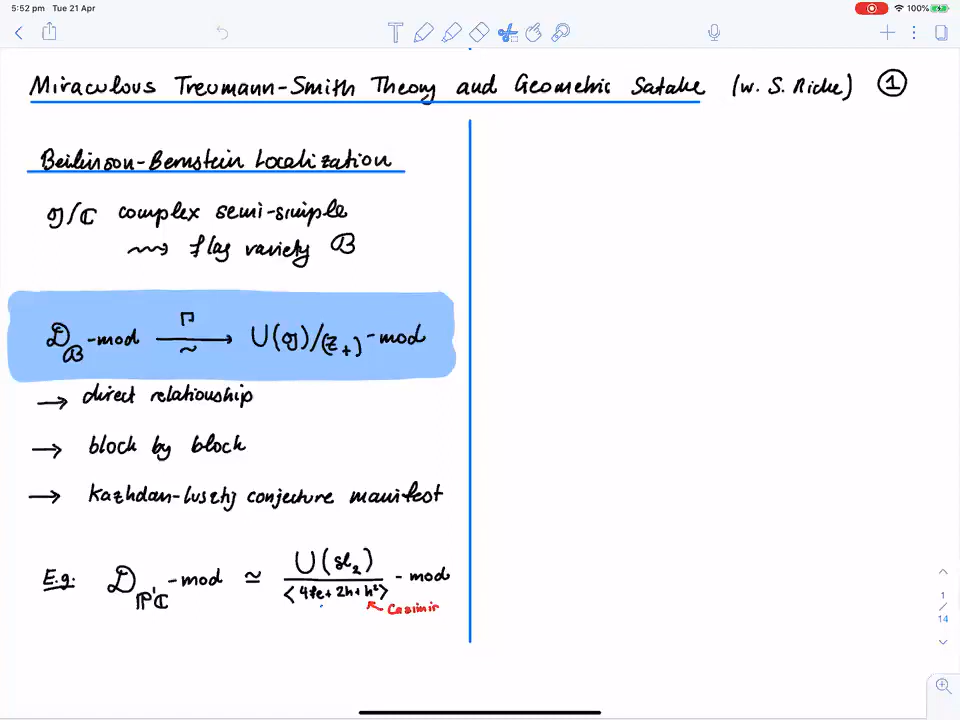 5:52 pm Tue 21 Apr
100%
Miraculous Treumann-Smith Theory and Geometric Satake (w. S. Riche) 1
Beilinson-Bernstein Localization
𝔤/ℂ complex semi-simple
⇝ flag variety ℬ
𝒟_ℬ-mod Γ ⟶ ∼ U(𝔤)/(z₊)-mod
→ direct relationship
→ block by block
→ Kazhdan-Lusztig conjecture manifest
E.g. 𝒟_ℙ¹ℂ-mod ≃ U(sl₂) / ⟨4fe+2h+h²⟩ -mod
← Casimir
1
/
14